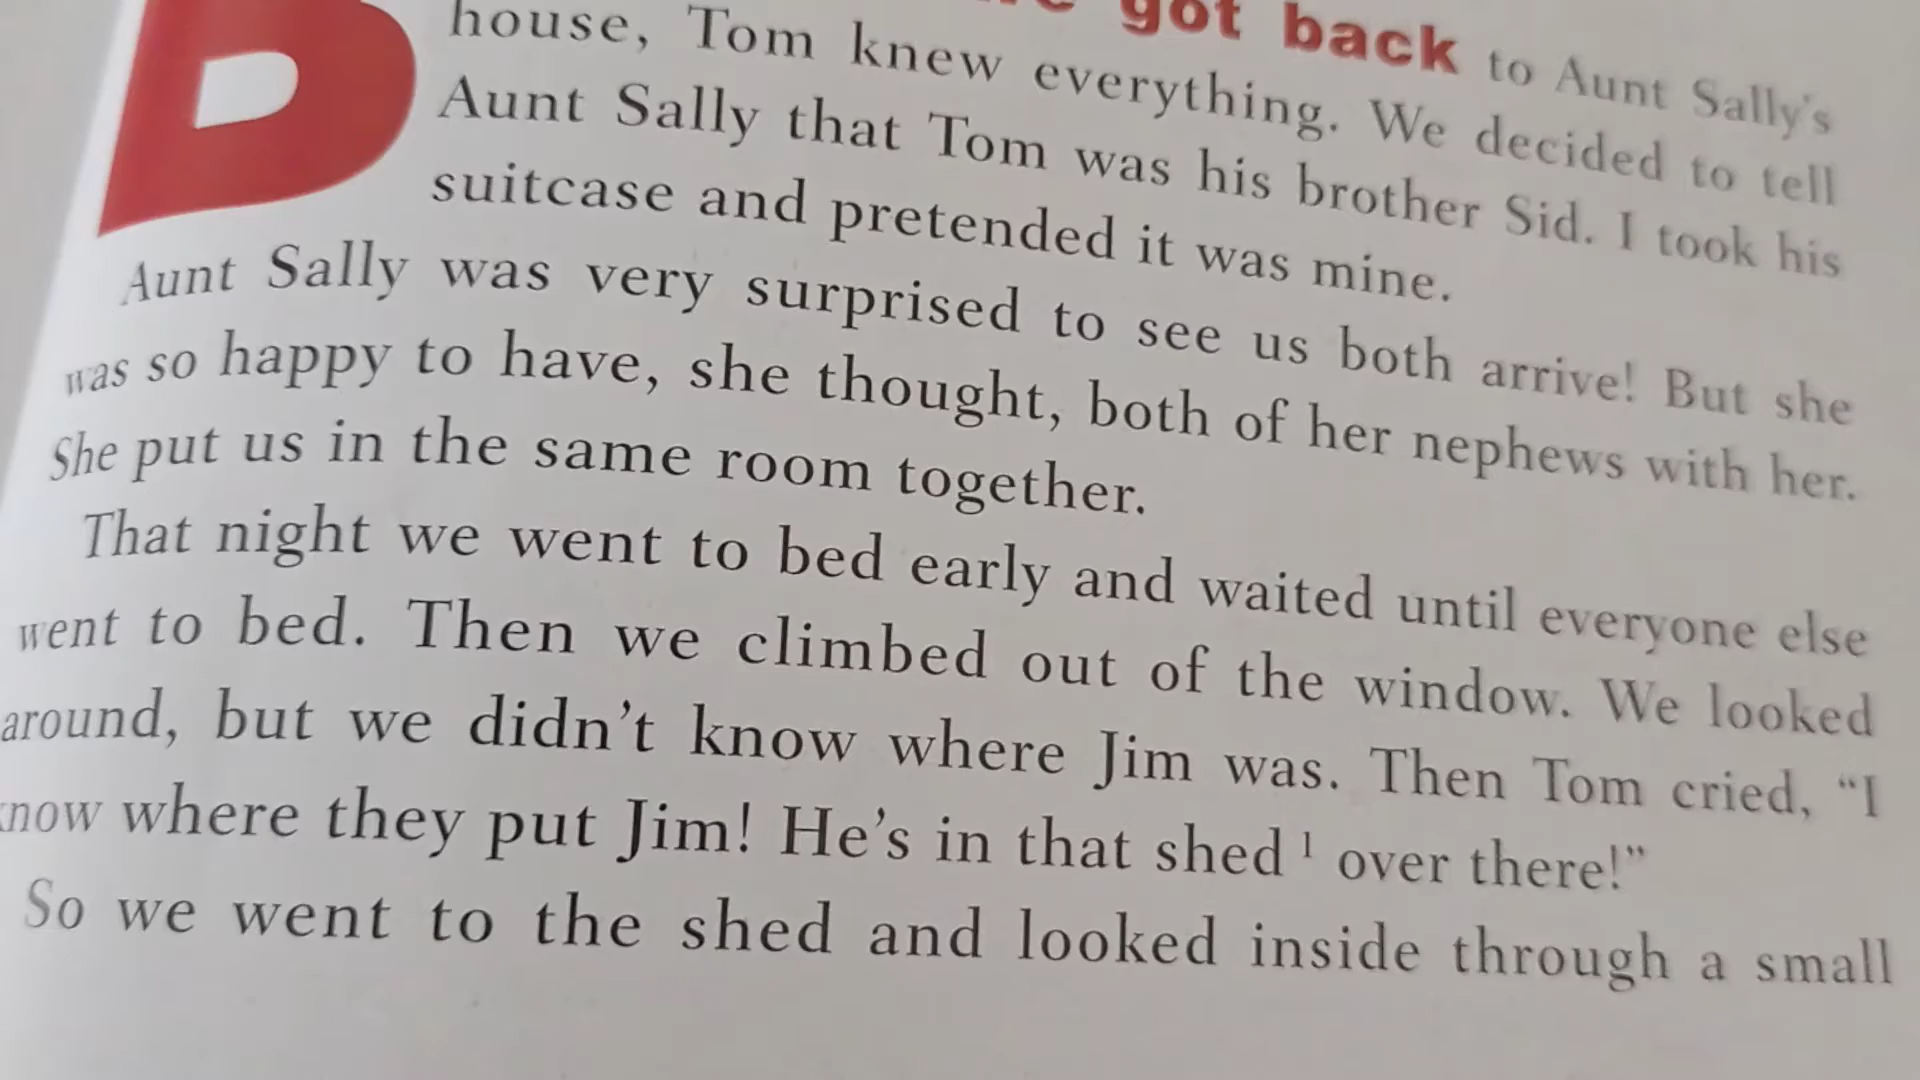 got back to Aunt Sally's
house, Tom knew everything. We decided to tell
Aunt Sally that Tom was his brother Sid. I took his
suitcase and pretended it was mine.
Aunt Sally was very surprised to see us both arrive! But she
was so happy to have, she thought, both of her nephews with her.
She put us in the same room together.
That night we went to bed early and waited until everyone else
went to bed. Then we climbed out of the window. We looked
around, but we didn't know where Jim was. Then Tom cried, “I
now where they put Jim! He's in that shed ¹ over there!”
So we went to the shed and looked inside through a small